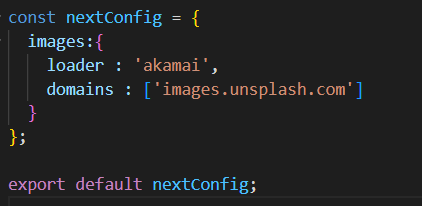 const nextConfig = {
  images:{
    loader : 'akamai',
    domains : ['images.unsplash.com']
  }
};

export default nextConfig;